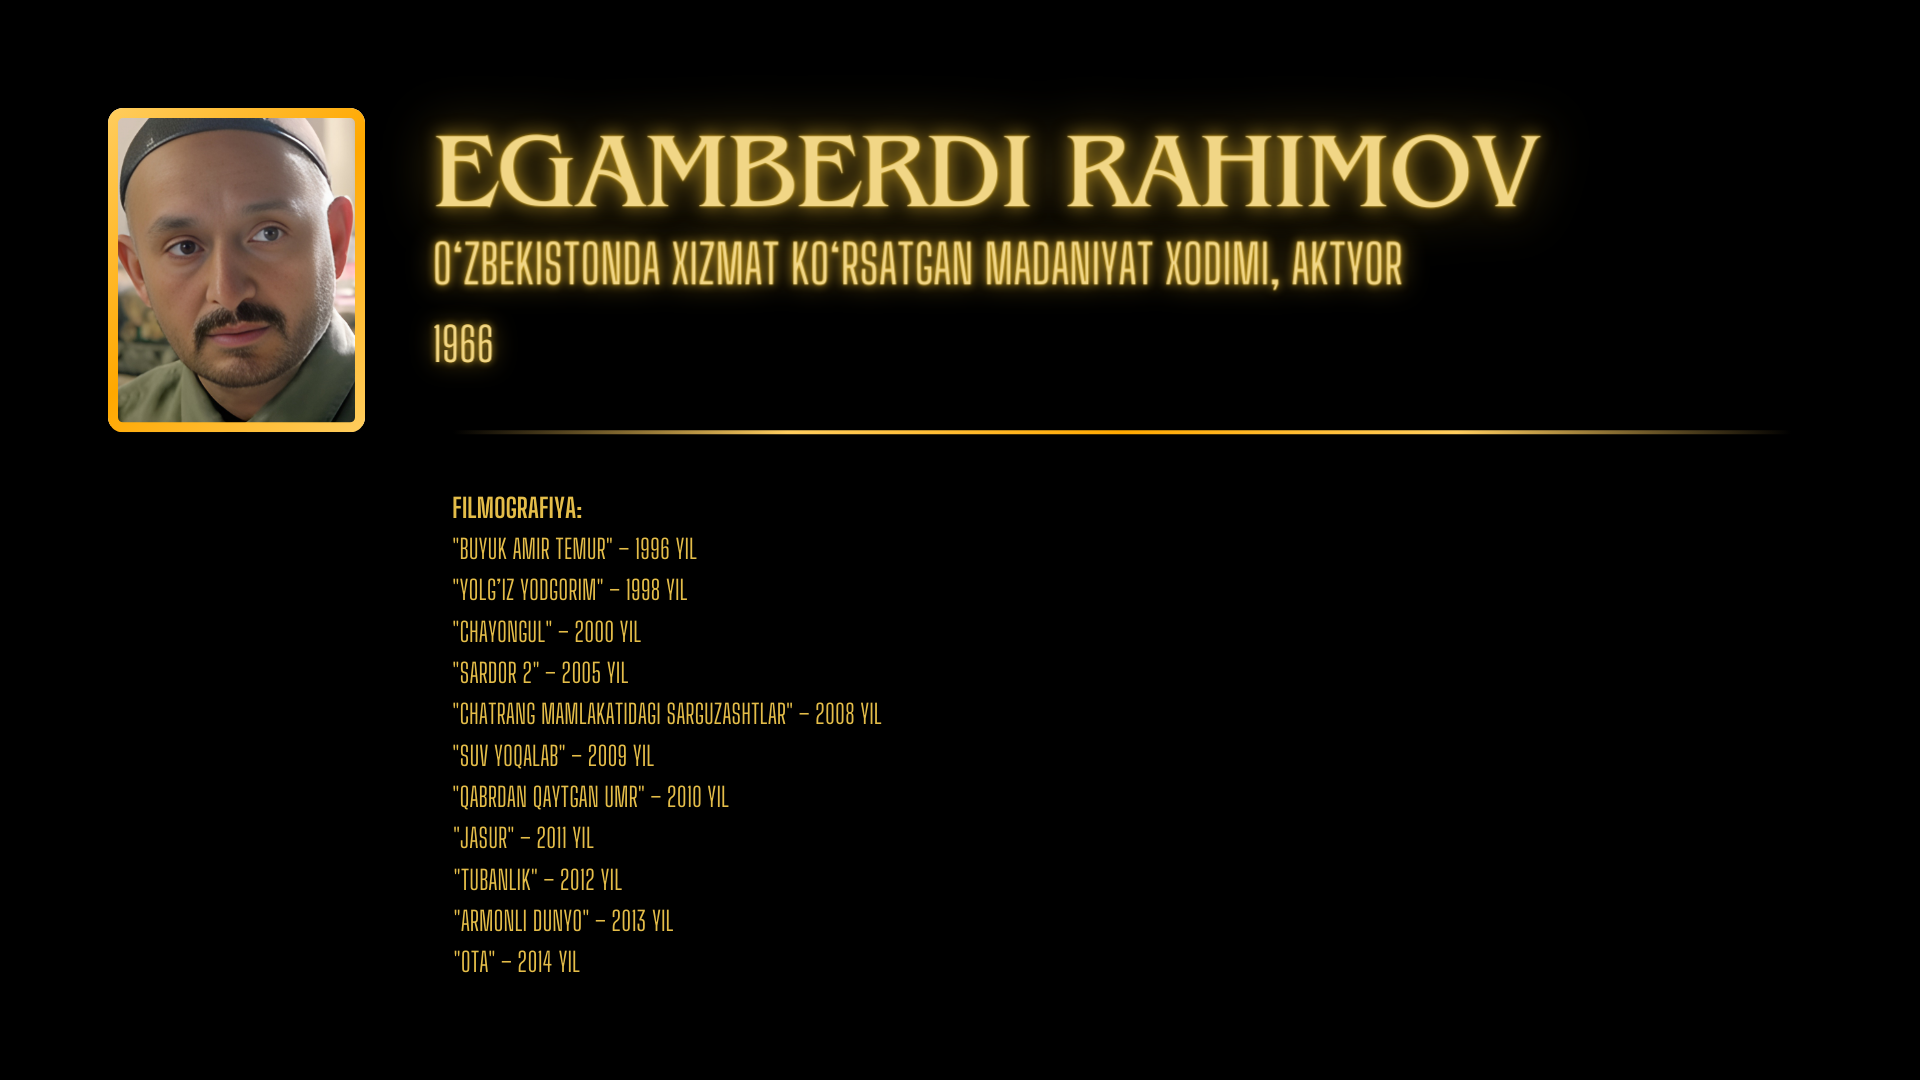 EGAMBERDI RAHIMOV
O‘ZBEKISTONDA XIZMAT KO‘RSATGAN MADANIYAT XODIMI, AKTYOR
1966
FILMOGRAFIYA:
"BUYUK AMIR TEMUR" – 1996 YIL
"YOLG’IZ YODGORIM" – 1998 YIL
"CHAYONGUL" – 2000 YIL
"SARDOR 2" – 2005 YIL
"CHATRANG MAMLAKATIDAGI SARGUZASHTLAR" – 2008 YIL
"SUV YOQALAB" – 2009 YIL
"QABRDAN QAYTGAN UMR" – 2010 YIL
"JASUR" – 2011 YIL
"TUBANLIK" – 2012 YIL
"ARMONLI DUNYO" – 2013 YIL
"OTA" – 2014 YIL